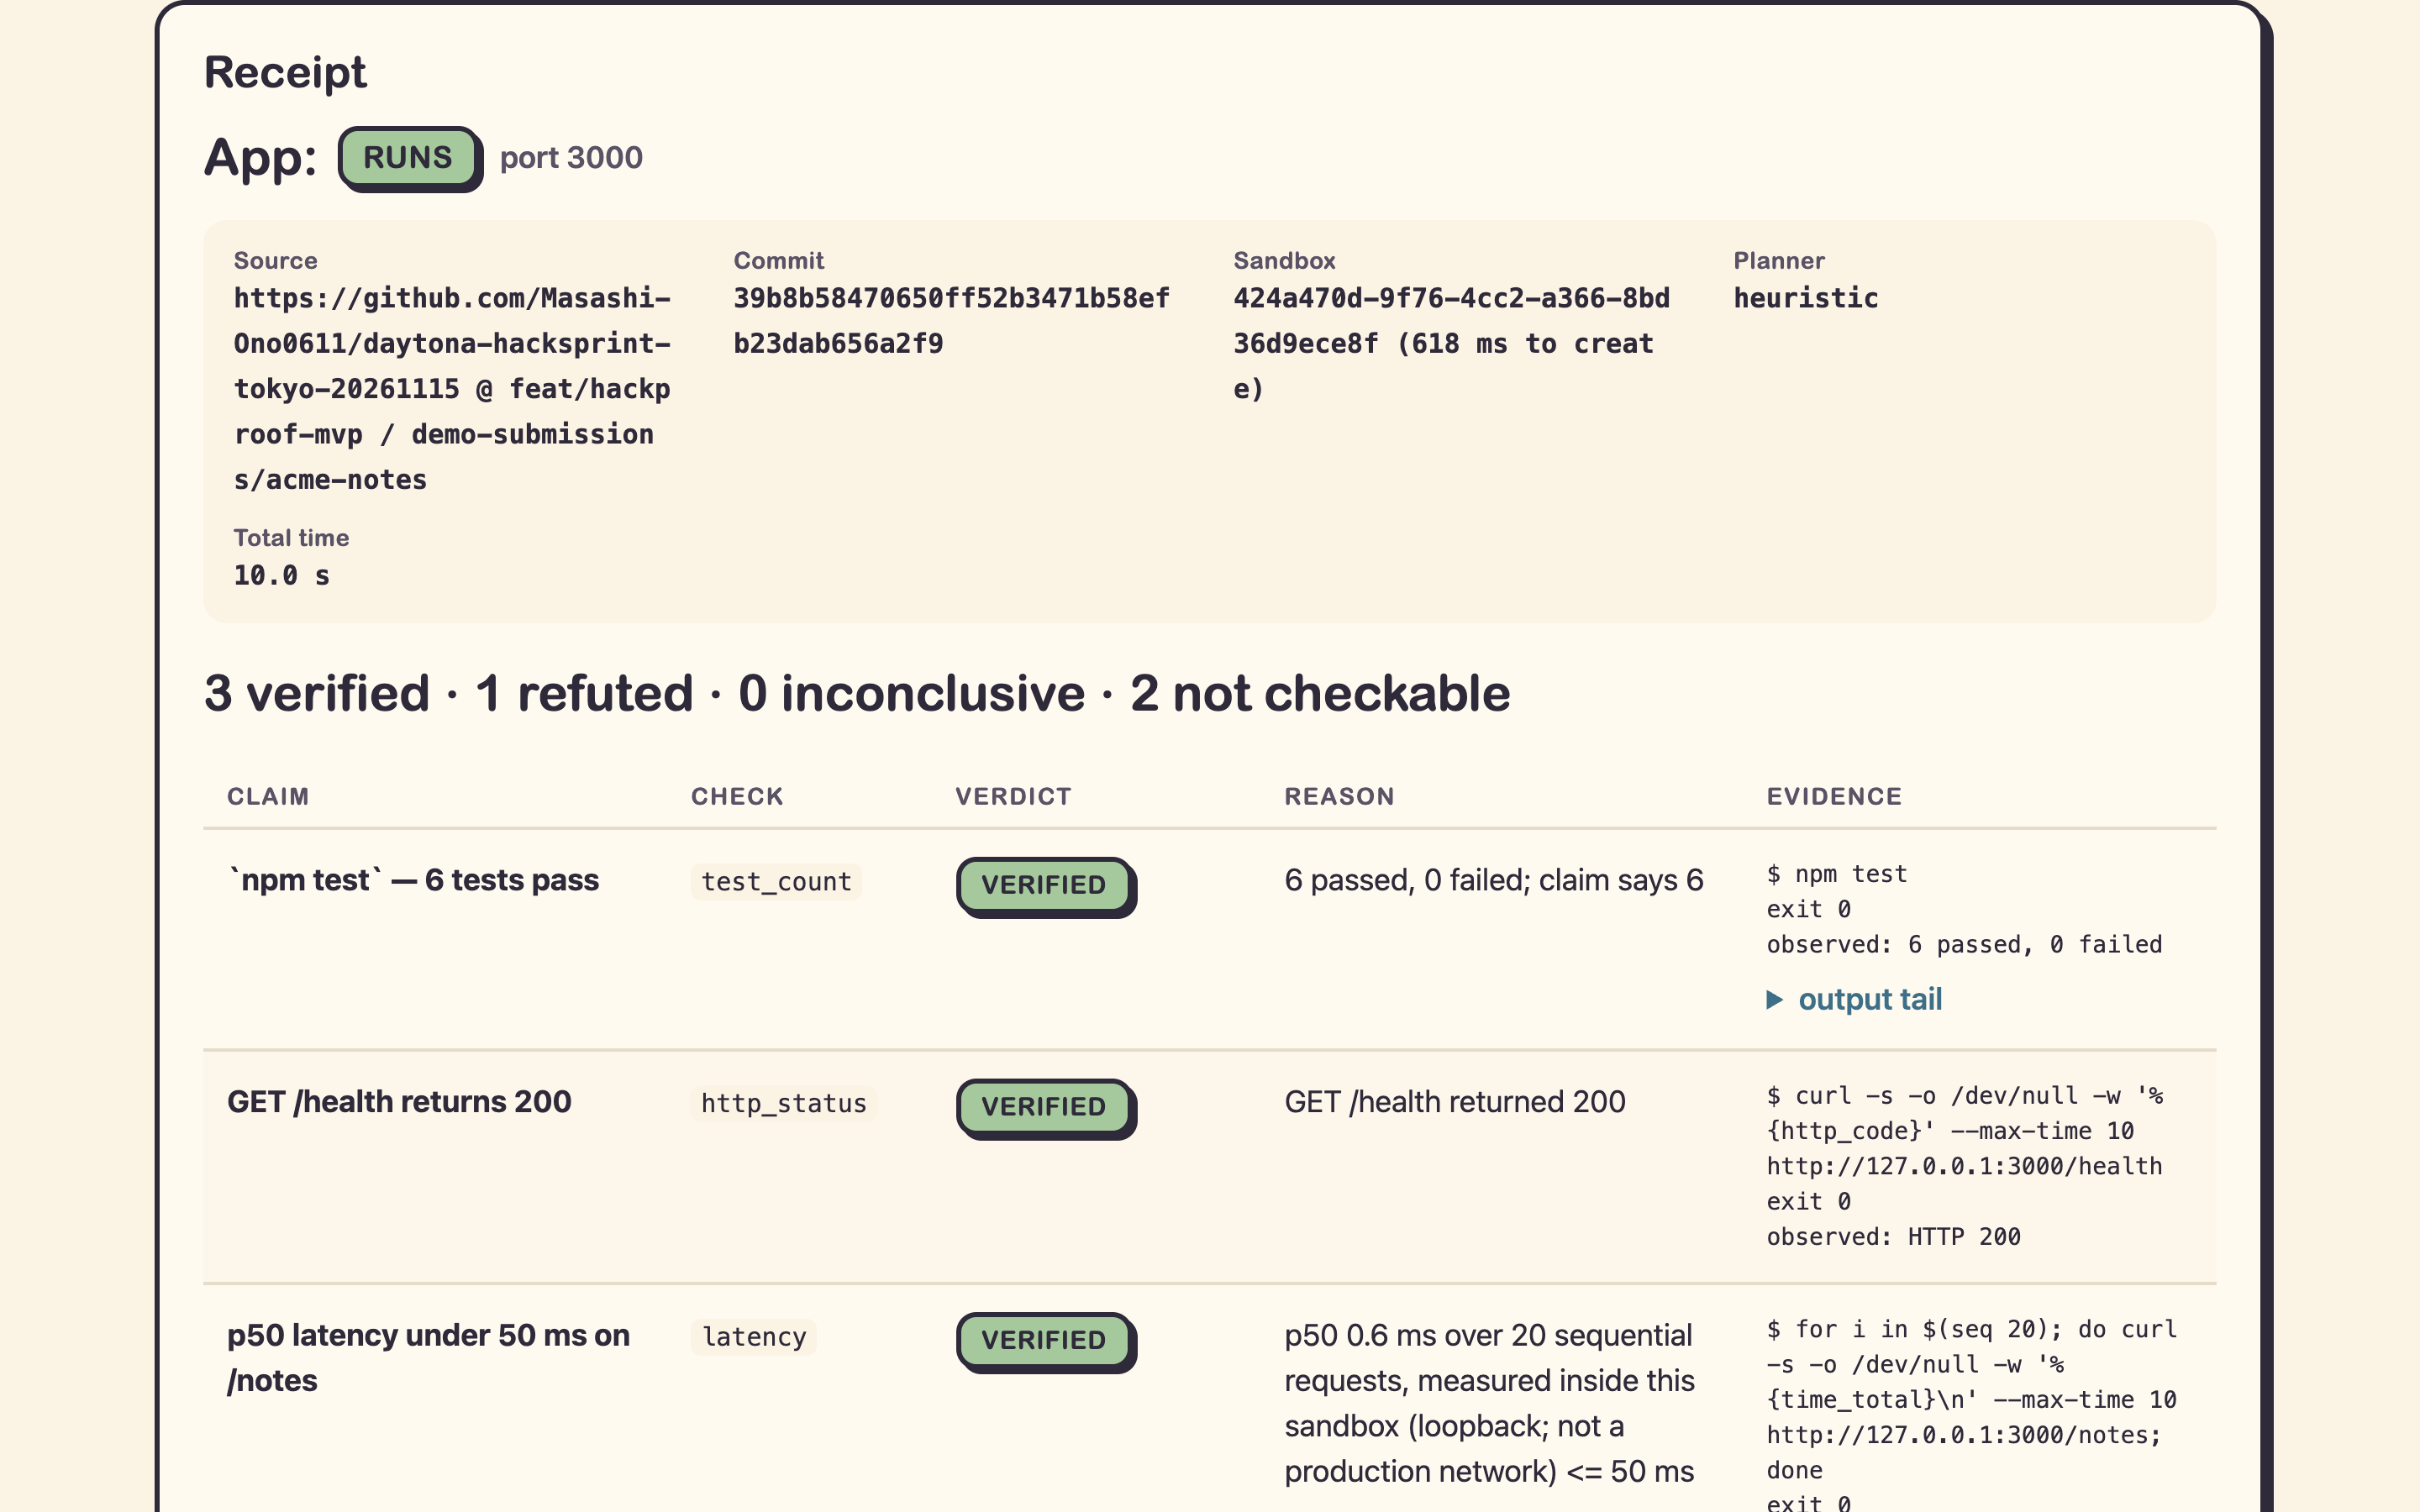 Receipt
App: RUNS port 3000
Source
https://github.com/Masashi-
Ono0611/daytona-hacksprint-
tokyo-20261115 @ feat/hackp
roof-mvp / demo-submission
s/acme-notes
Commit
39b8b58470650ff52b3471b58ef
b23dab656a2f9
Sandbox
424a470d-9f76-4cc2-a366-8bd
36d9ece8f (618 ms to creat
e)
Planner
heuristic
Total time
10.0 s
3 verified · 1 refuted · 0 inconclusive · 2 not checkable
CLAIM CHECK VERDICT REASON EVIDENCE
`npm test` — 6 tests pass
test_count
VERIFIED
6 passed, 0 failed; claim says 6
$ npm test
exit 0
observed: 6 passed, 0 failed
▶ output tail
GET /health returns 200
http_status
VERIFIED
GET /health returned 200
$ curl -s -o /dev/null -w '%
{http_code}' --max-time 10
http://127.0.0.1:3000/health
exit 0
observed: HTTP 200
p50 latency under 50 ms on
/notes
latency
VERIFIED
p50 0.6 ms over 20 sequential
requests, measured inside this
sandbox (loopback; not a
production network) <= 50 ms
$ for i in $(seq 20); do curl
-s -o /dev/null -w '%
{time_total}\n' --max-time 10
http://127.0.0.1:3000/notes;
done
exit 0